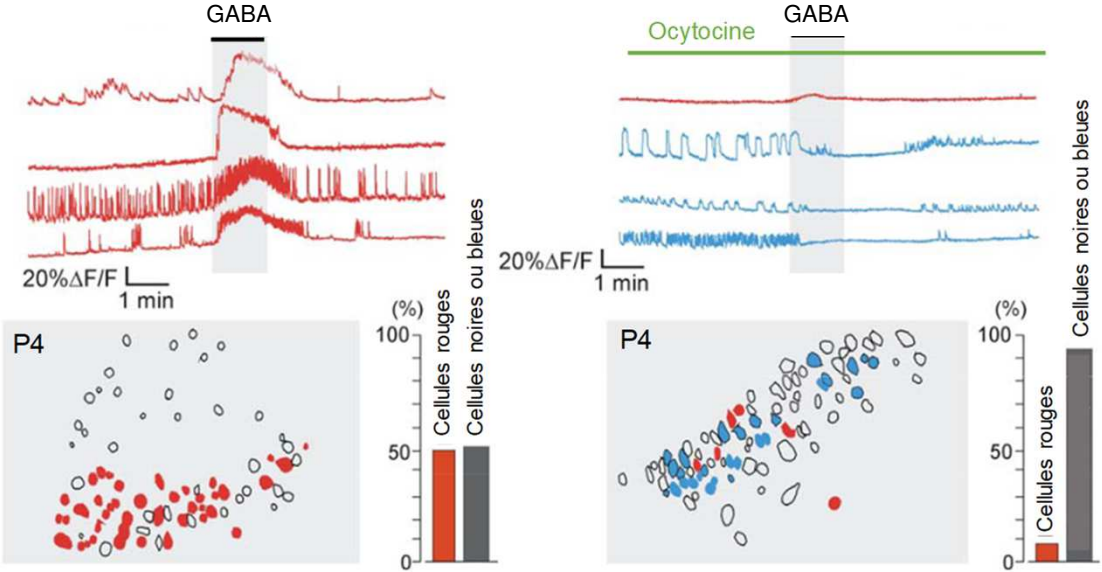 GABA
20%ΔF/F
1 min
P4
(%)
100
50
0
Cellules rouges
Cellules noires ou bleues
Ocytocine
GABA
20%ΔF/F
1 min
P4
(%)
100
50
0
Cellules rouges
Cellules noires ou bleues